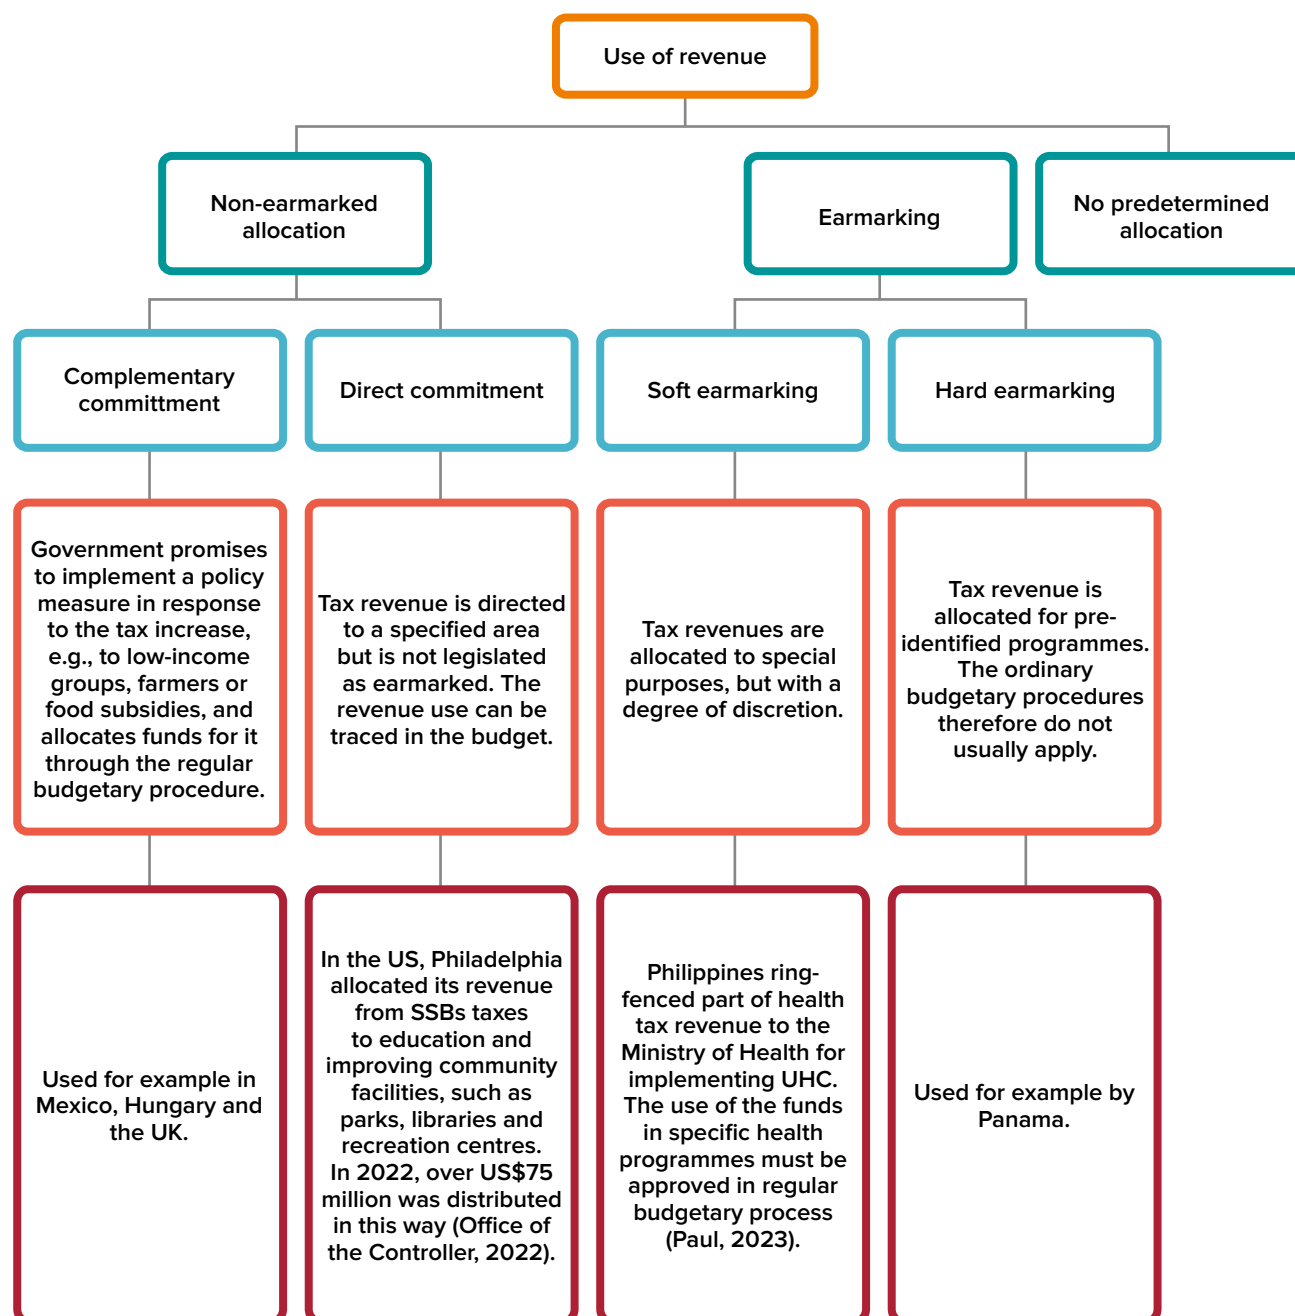 Use of revenue
Non-earmarked
allocation
Earmarking
No predetermined
allocation
Complementary
committment
Direct commitment
Soft earmarking
Hard earmarking
Government promises
to implement a policy
measure in response
to the tax increase,
e.g., to low-income
groups, farmers or
food subsidies, and
allocates funds for it
through the regular
budgetary procedure.
Tax revenue is directed
to a specified area
but is not legislated
as earmarked. The
revenue use can be
traced in the budget.
Tax revenues are
allocated to special
purposes, but with a
degree of discretion.
Tax revenue is
allocated for pre-
identified programmes.
The ordinary
budgetary procedures
therefore do not
usually apply.
Used for example in
Mexico, Hungary and
the UK.
In the US, Philadelphia
allocated its revenue
from SSBs taxes
to education and
improving community
facilities, such as
parks, libraries and
recreation centres.
In 2022, over US$75
million was distributed
in this way (Office of
the Controller, 2022).
Philippines ring-
fenced part of health
tax revenue to the
Ministry of Health for
implementing UHC.
The use of the funds
in specific health
programmes must be
approved in regular
budgetary process
(Paul, 2023).
Used for example by
Panama.